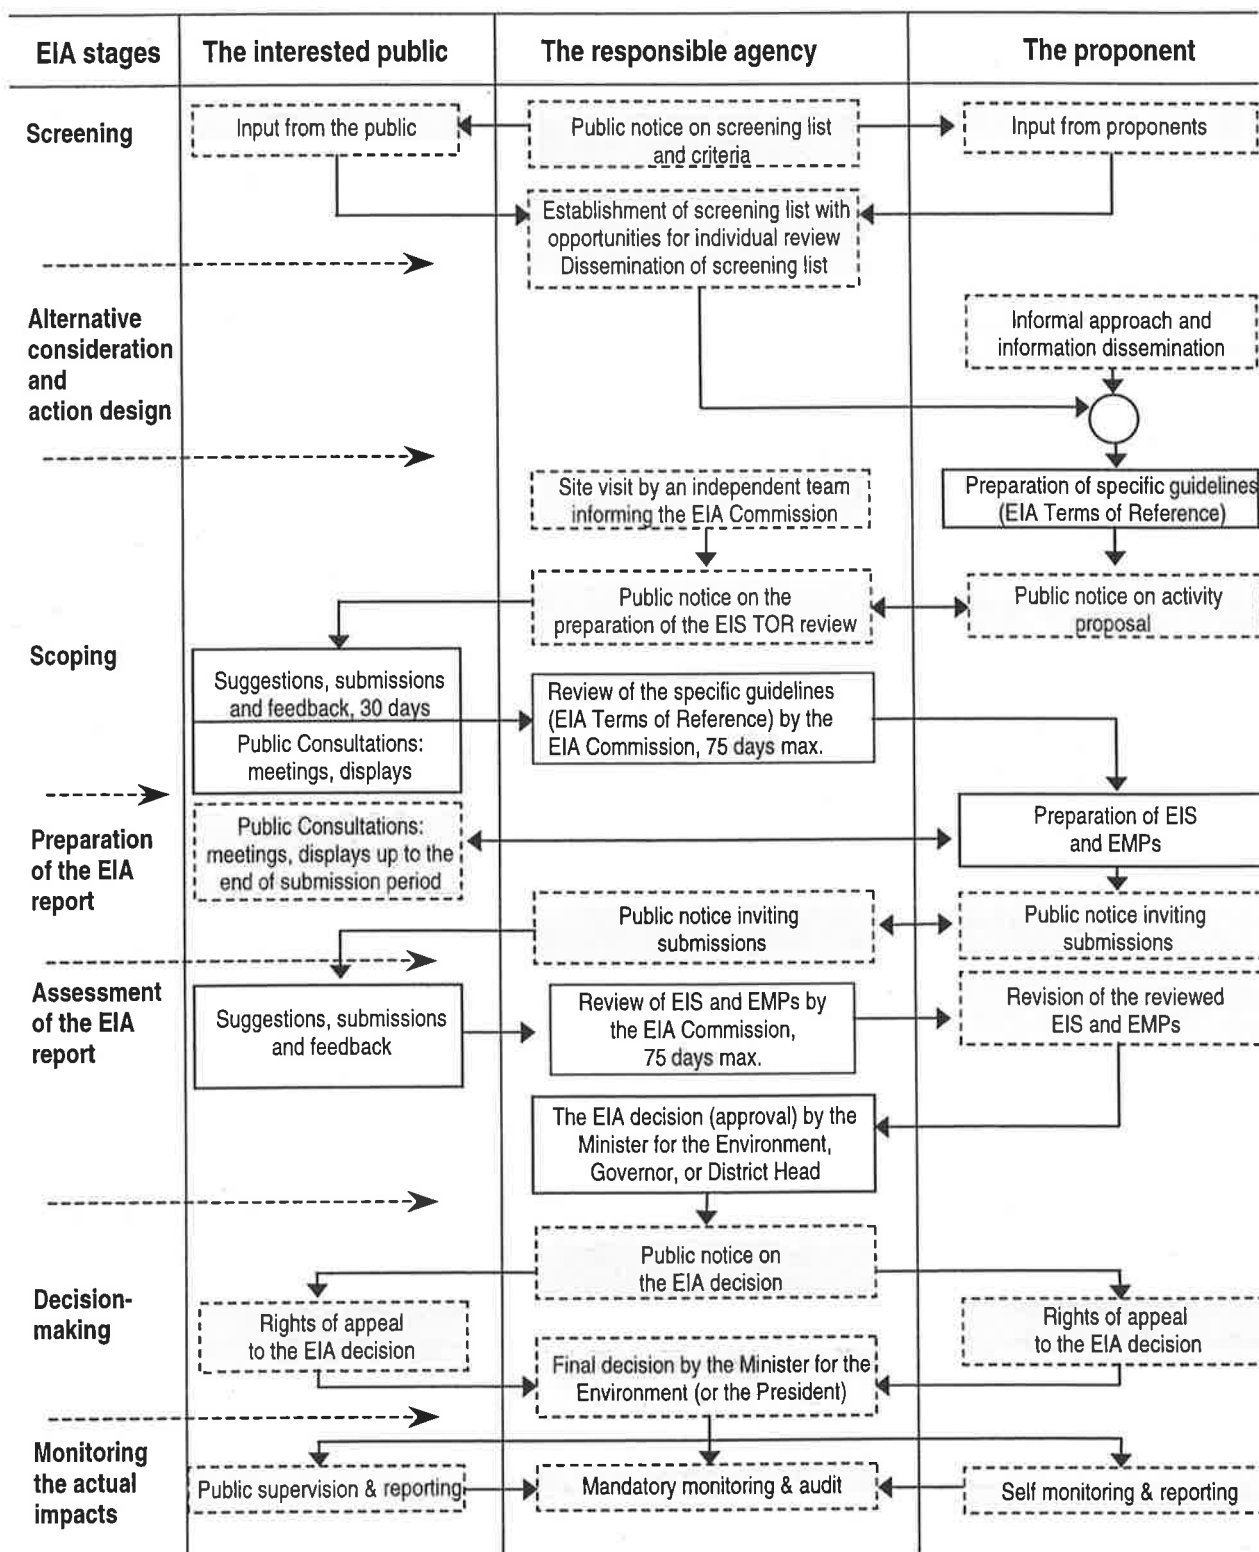 EIA stages
The interested public
The responsible agency
The proponent
Screening
Input from the public
Public notice on screening list
and criteria
Input from proponents
Establishment of screening list with
opportunities for individual review
Dissemination of screening list
Alternative
consideration
and
action design
Informal approach and
information dissemination
Site visit by an independent team
informing the EIA Commission
Preparation of specific guidelines
(EIA Terms of Reference)
Public notice on the
preparation of the EIS TOR review
Public notice on activity
proposal
Scoping
Suggestions, submissions
and feedback, 30 days
Public Consultations:
meetings, displays
Review of the specific guidelines
(EIA Terms of Reference) by the
EIA Commission, 75 days max.
Preparation
of the EIA
report
Public Consultations:
meetings, displays up to the
end of submission period
Preparation of EIS
and EMPs
Public notice inviting
submissions
Public notice inviting
submissions
Assessment
of the EIA
report
Suggestions, submissions
and feedback
Review of EIS and EMPs by
the EIA Commission,
75 days max.
Revision of the reviewed
EIS and EMPs
The EIA decision (approval) by the
Minister for the Environment,
Governor, or District Head
Public notice on
the EIA decision
Decision-
making
Rights of appeal
to the EIA decision
Rights of appeal
to the EIA decision
Final decision by the Minister for the
Environment (or the President)
Monitoring
the actual
impacts
Public supervision & reporting
Mandatory monitoring & audit
Self monitoring & reporting